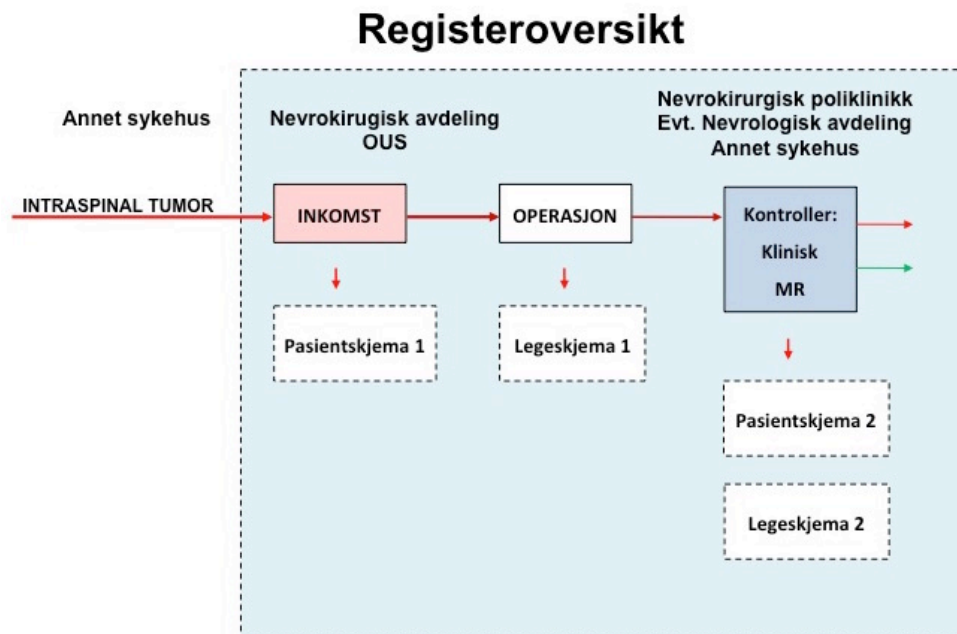 Registeroversikt
Annet sykehus
Nevrokirugisk avdeling
OUS
Nevrokirurgisk poliklinikk
Evt. Nevrologisk avdeling
Annet sykehus
INTRASPINAL TUMOR
INKOMST
OPERASJON
Kontroller:
Klinisk
MR
Pasientskjema 1
Legeskjema 1
Pasientskjema 2
Legeskjema 2